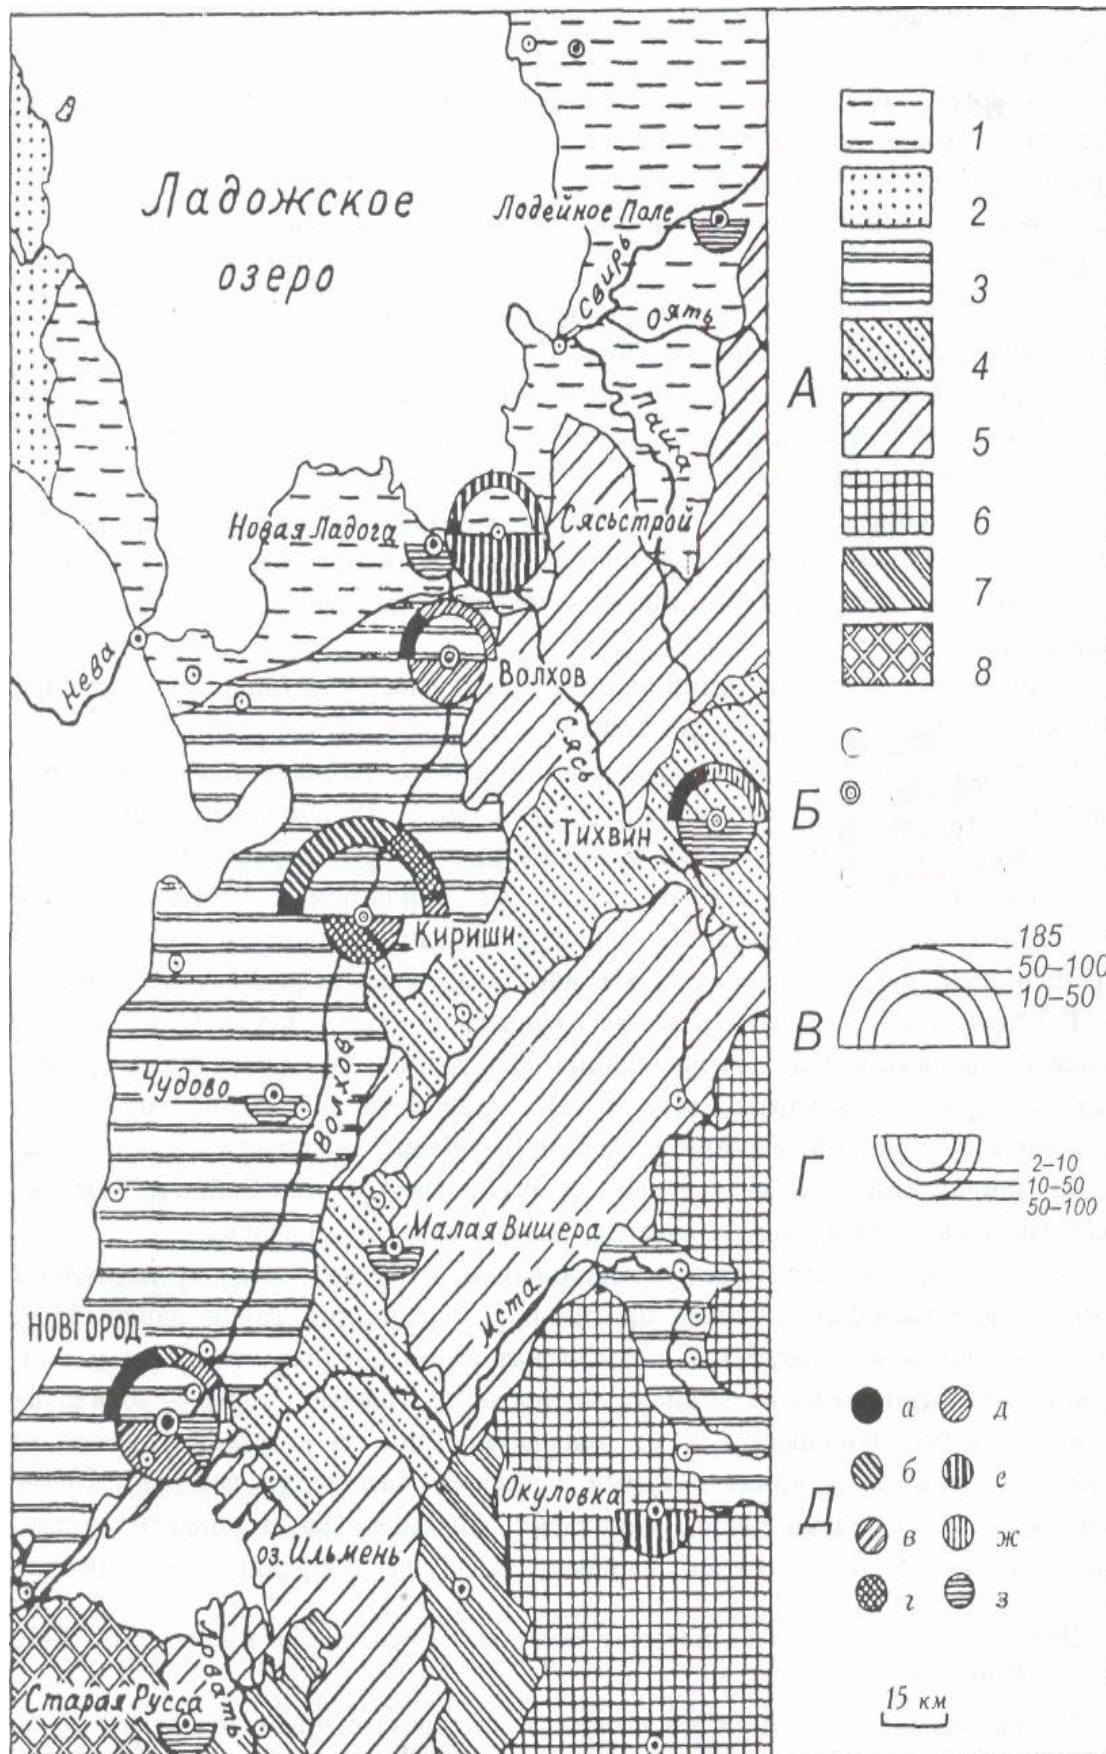 Ладожское
озеро
Лодейное Поле
Свирь
Оять
Паша
Новая Ладога
Сясьстрой
Нева
Волхов
Сясь
Тихвин
Кириши
Волхов
Чудово
Малая Вишера
Мста
НОВГОРОД
Окуловка
оз. Ильмень
Ловать
Старая Русса
А
1
2
3
4
5
6
7
8
Б
В
185
50–100
10–50
Г
2–10
10–50
50–100
Д
а
д
б
е
в
ж
г
з
15 км